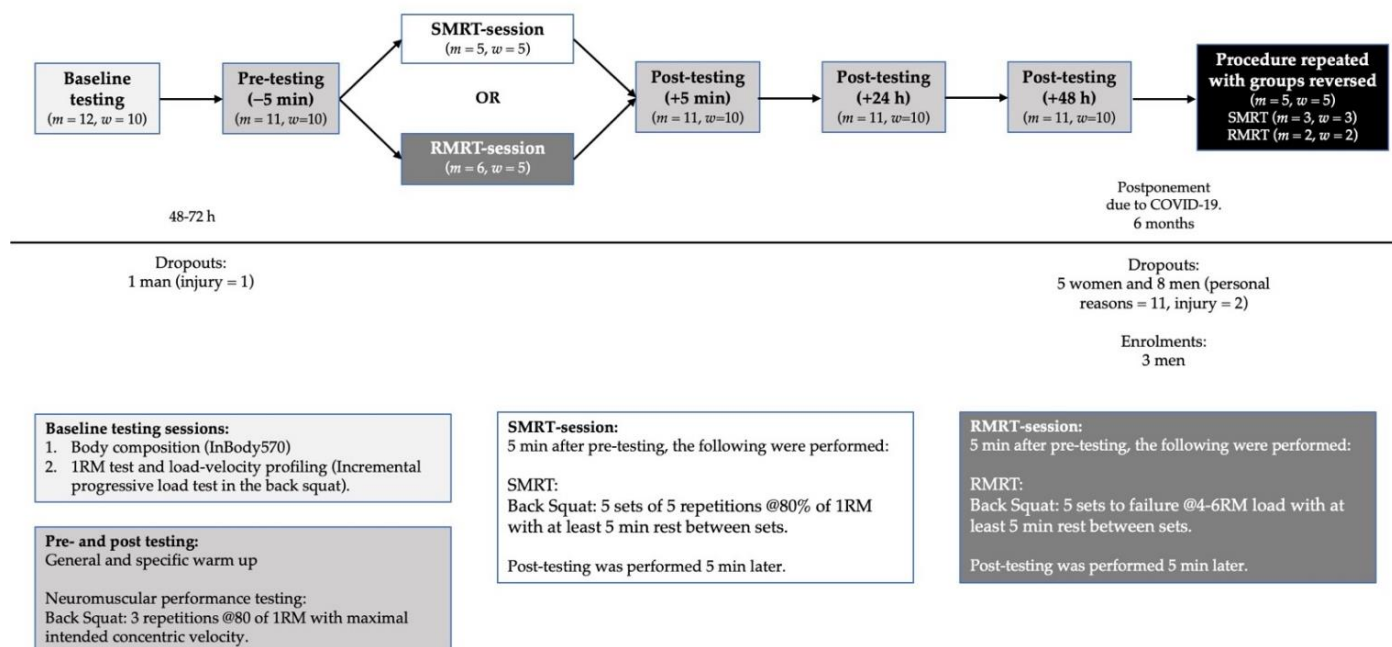 Baseline
testing
(m = 12, w = 10)
Pre-testing
(−5 min)
(m = 11, w=10)
SMRT-session
(m = 5, w = 5)
OR
RMRT-session
(m = 6, w = 5)
Post-testing
(+5 min)
(m = 11, w=10)
Post-testing
(+24 h)
(m = 11, w=10)
Post-testing
(+48 h)
(m = 11, w=10)
Procedure repeated
with groups reversed
(m = 5, w = 5)
SMRT (m = 3, w = 3)
RMRT (m = 2, w = 2)
48-72 h
Postponement
due to COVID-19.
6 months
Dropouts:
1 man (injury = 1)
Dropouts:
5 women and 8 men (personal
reasons = 11, injury = 2)
Enrolments:
3 men
Baseline testing sessions:
1. Body composition (InBody570)
2. 1RM test and load-velocity profiling (Incremental
progressive load test in the back squat).
Pre- and post testing:
General and specific warm up
Neuromuscular performance testing:
Back Squat: 3 repetitions @80 of 1RM with maximal
intended concentric velocity.
SMRT-session:
5 min after pre-testing, the following were performed:
SMRT:
Back Squat: 5 sets of 5 repetitions @80% of 1RM
with at least 5 min rest between sets.
Post-testing was performed 5 min later.
RMRT-session:
5 min after pre-testing, the following were performed:
RMRT:
Back Squat: 5 sets to failure @4-6RM load with at
least 5 min rest between sets.
Post-testing was performed 5 min later.